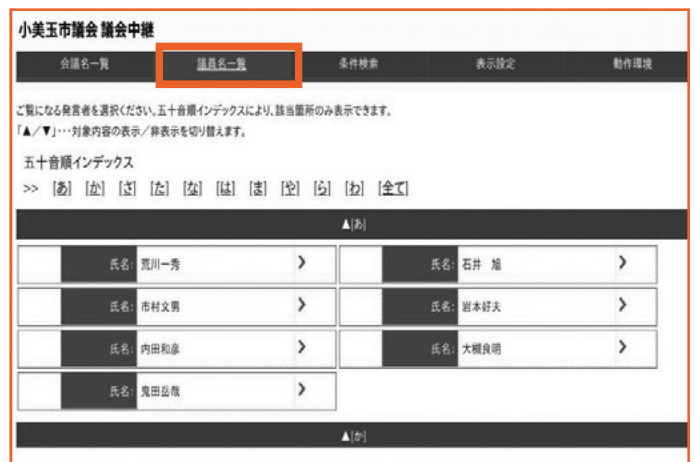 小美玉市議会 議会中継
会議名一覧 議員名一覧 条件検索 表示設定 動作環境
ご覧になる発言者を選択ください。五十音順インデックスにより、該当箇所のみ表示できます。
「▲／▼」･･･対象内容の表示／非表示を切り替えます。
五十音順インデックス
>> [あ] [か] [さ] [た] [な] [は] [ま] [や] [ら] [わ] [全て]
▲[あ]
氏名: 荒川一秀 ❯ 氏名: 石井 旭 ❯
氏名: 市村文男 ❯ 氏名: 岩本好夫 ❯
氏名: 内田和彦 ❯ 氏名: 大槻良明 ❯
氏名: 鬼田岳哉 ❯
▲[か]